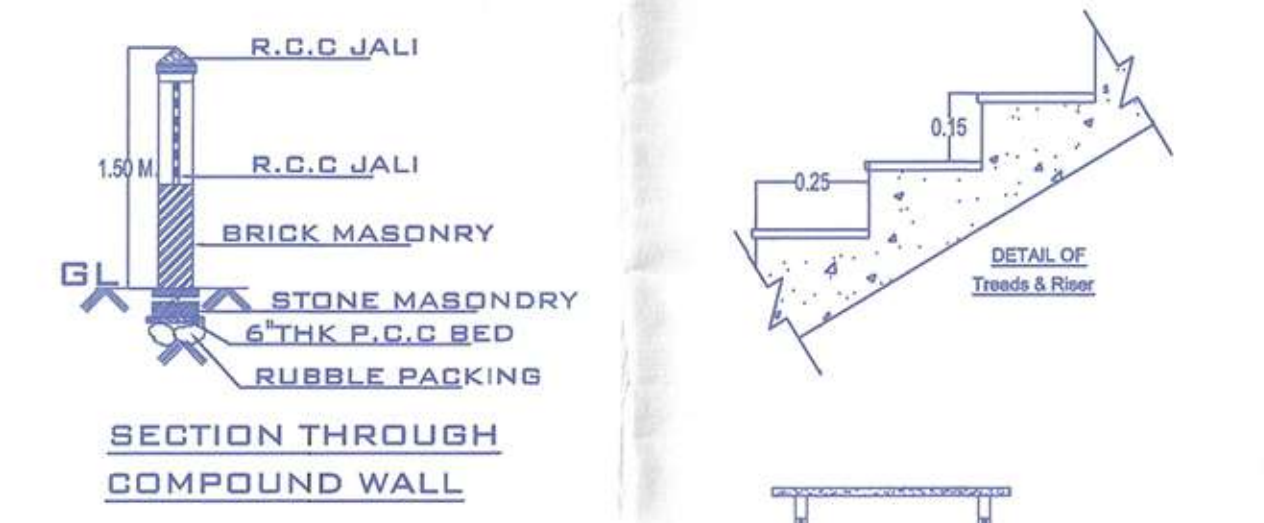 R.C.C JALI
1.50 M.
R.C.C JALI
BRICK MASONRY
GL
STONE MASONDRY
6"THK P.C.C BED
RUBBLE PACKING
SECTION THROUGH
COMPOUND WALL
0.15
0.25
DETAIL OF
Treeds & Riser